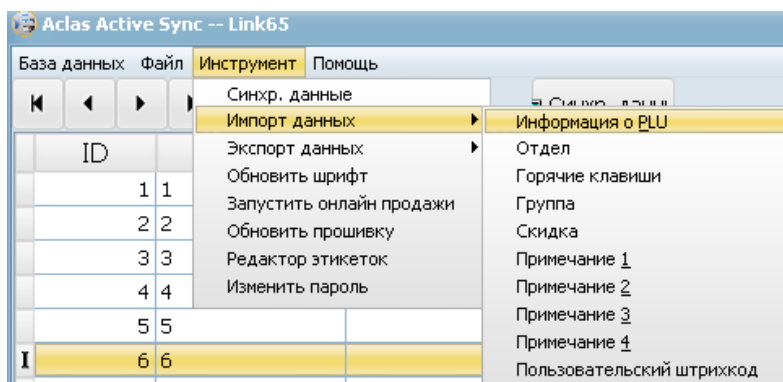 Aclas Active Sync -- Link65
База данных Файл Инструмент Помощь
Синхр. данные
Импорт данных
Экспорт данных
Обновить шрифт
Запустить онлайн продажи
Обновить прошивку
Редактор этикеток
Изменить пароль
Информация о PLU
Отдел
Горячие клавиши
Группа
Скидка
Примечание 1
Примечание 2
Примечание 3
Примечание 4
Пользовательский штрихкод
ID
1 1
2 2
3 3
4 4
5 5
6 6